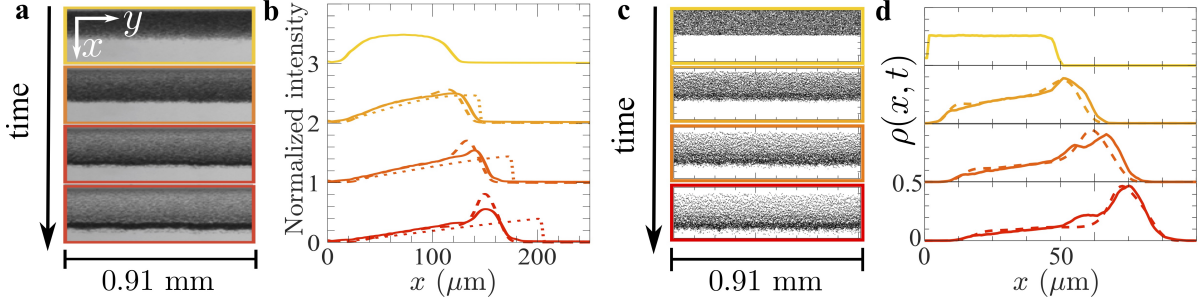 a
time
y
x
0.91 mm
b
Normalized intensity
3
2
1
0
0
100
200
x (μm)
c
time
0.91 mm
d
ρ(x, t)
0.5
0
0
50
x (μm)